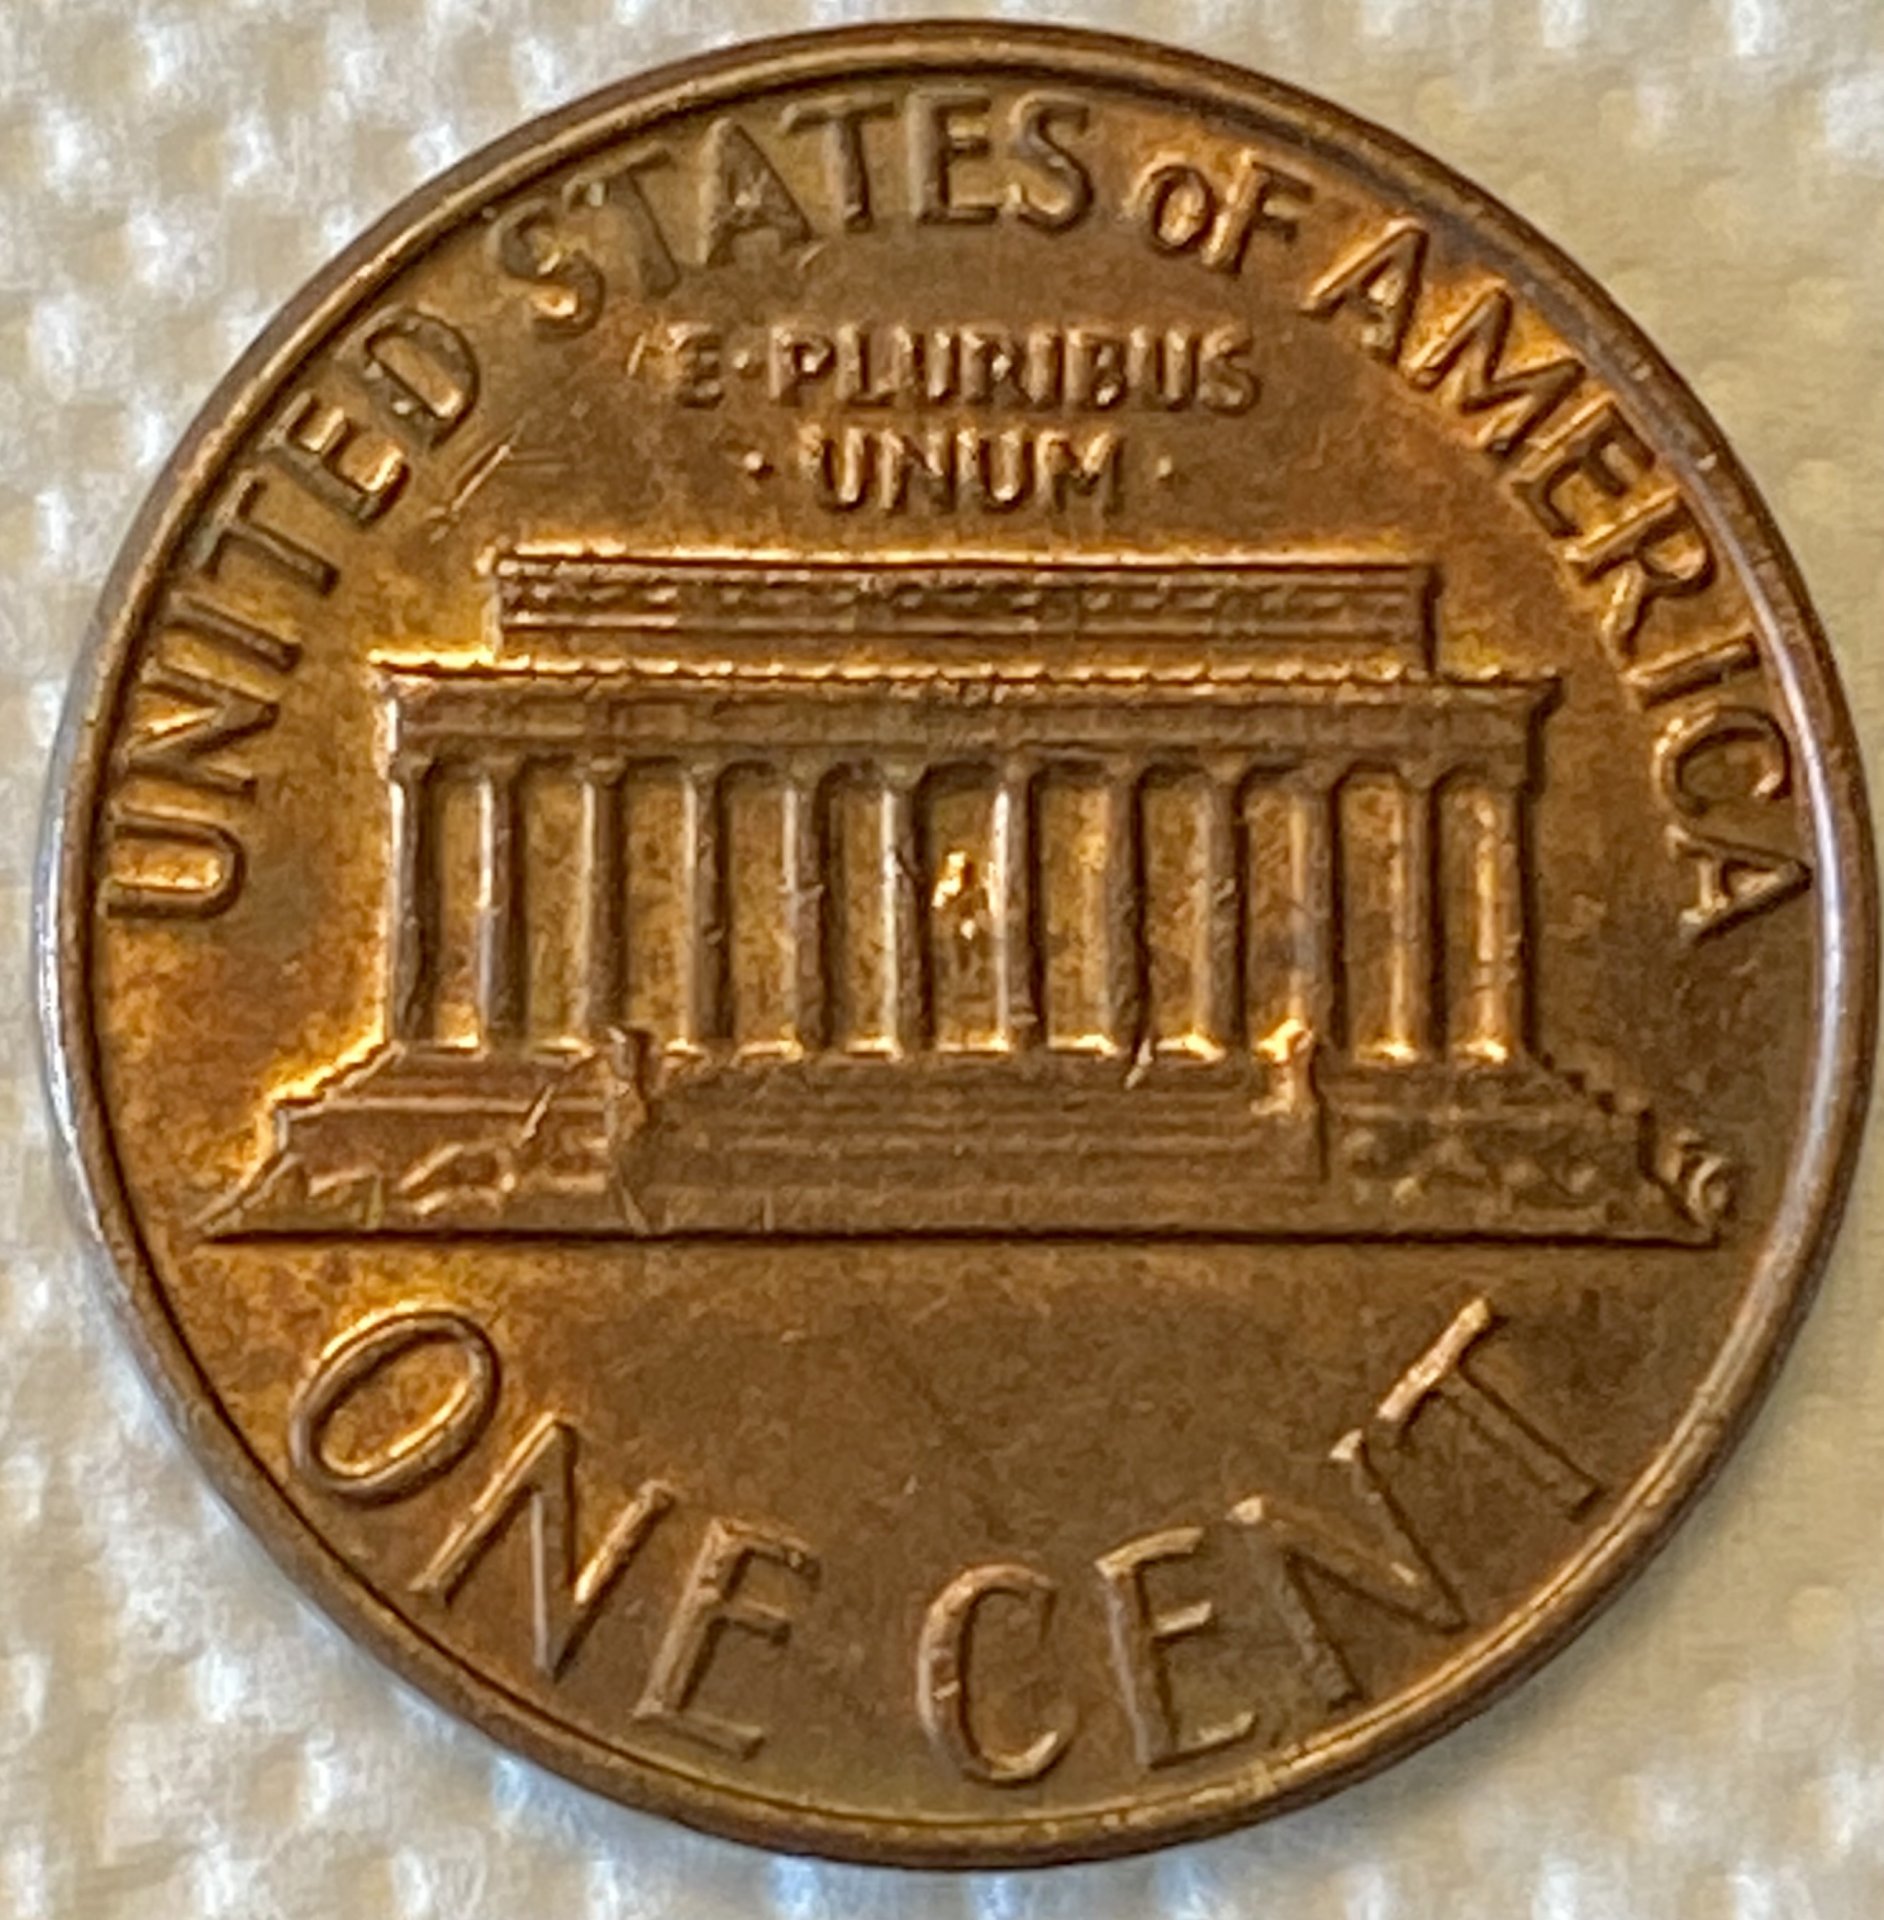 UNITED STATES OF AMERICA
E·PLURIBUS
·UNUM·
ONE CENT